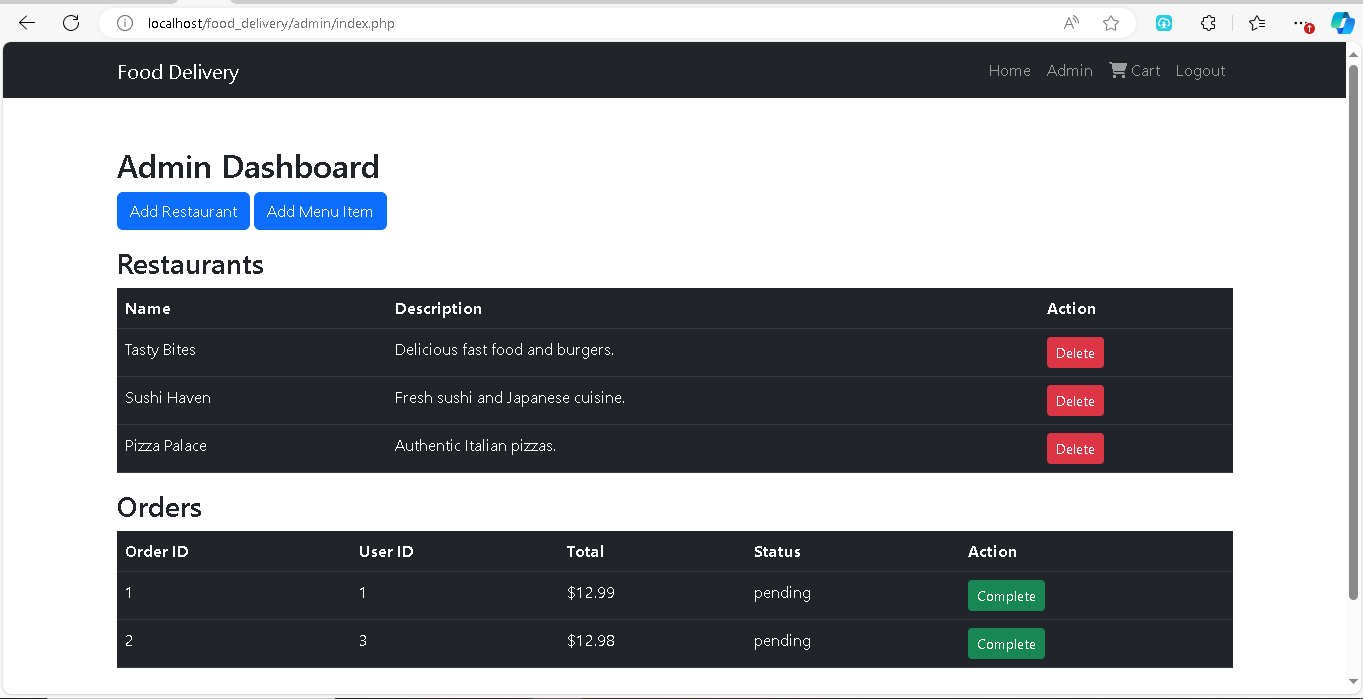 localhost/food_delivery/admin/index.php
Food Delivery Home Admin Cart Logout
Admin Dashboard
Add Restaurant Add Menu Item
Restaurants
Name Description Action
Tasty Bites Delicious fast food and burgers. Delete
Sushi Haven Fresh sushi and Japanese cuisine. Delete
Pizza Palace Authentic Italian pizzas. Delete
Orders
Order ID User ID Total Status Action
1 1 $12.99 pending Complete
2 3 $12.98 pending Complete